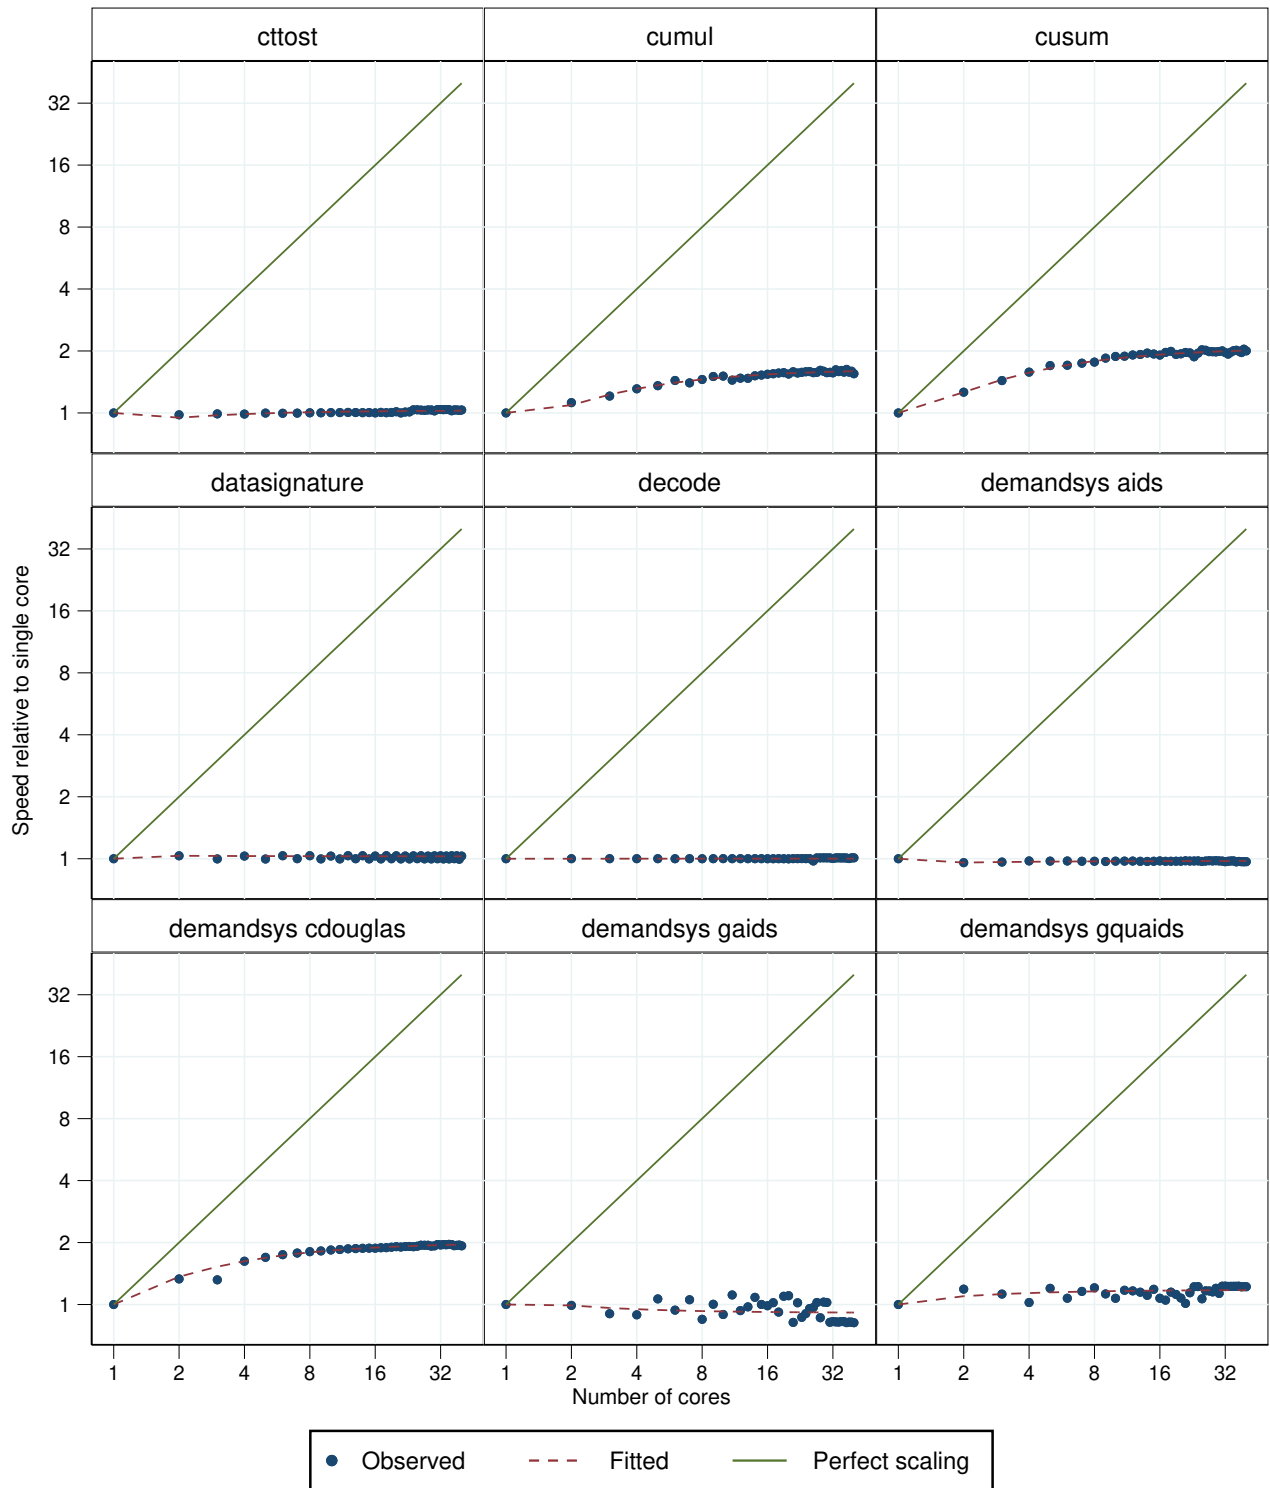 cttost cumul cusum
32
16
8
4
2
1
datasignature decode demandsys aids
32
16
8
4
2
1
Speed relative to single core
demandsys cdouglas demandsys gaids demandsys gquaids
32
16
8
4
2
1
1 2 4 8 16 32 1 2 4 8 16 32 1 2 4 8 16 32
Number of cores
Observed Fitted Perfect scaling